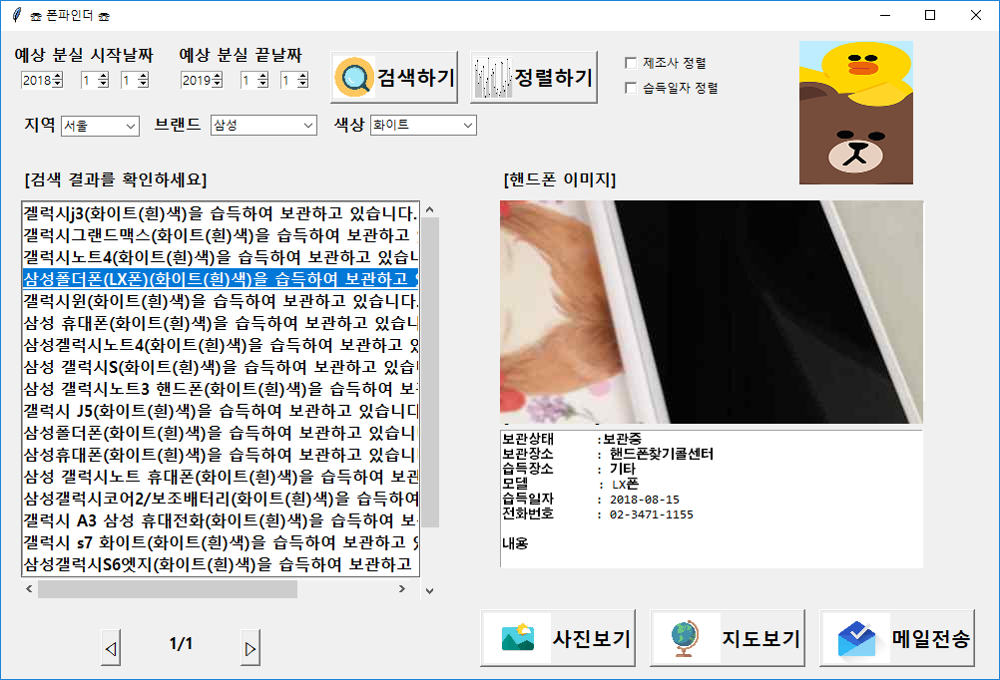 폰파인더
예상 분실 시작날짜 예상 분실 끝날짜
2018 1 1 2019 1 1
검색하기 정렬하기
제조사 정렬
습득일자 정렬
지역 서울 브랜드 삼성 색상 화이트
[검색 결과를 확인하세요] [핸드폰 이미지]
갤럭시j3(화이트(흰)색)을 습득하여 보관하고 있습니다.
갤럭시그랜드맥스(화이트(흰)색)을 습득하여 보관하고
갤럭시노트4(화이트(흰)색)을 습득하여 보관하고 있습니
삼성폴더폰(LX폰)(화이트(흰)색)을 습득하여 보관하고
갤럭시윈(화이트(흰)색)을 습득하여 보관하고 있습니다.
삼성 휴대폰(화이트(흰)색)을 습득하여 보관하고 있습니
삼성겔럭시노트4(화이트(흰)색)을 습득하여 보관하고
삼성 갤럭시S(화이트(흰)색)을 습득하여 보관하고 있습
삼성 갤럭시노트3 핸드폰(화이트(흰)색)을 습득하여 보
갤럭시 J5(화이트(흰)색)을 습득하여 보관하고 있습니다
삼성폴더폰(화이트(흰)색)을 습득하여 보관하고 있습니
삼성휴대폰(화이트(흰)색)을 습득하여 보관하고 있습니
삼성 겔럭시노트 휴대폰(화이트(흰)색)을 습득하여 보관
삼성갤럭시코어2/보조배터리(화이트(흰)색)을 습득하여
갤럭시 A3 삼성 휴대전화(화이트(흰)색)을 습득하여 보
갤럭시 s7 화이트(화이트(흰)색)을 습득하여 보관하고
삼성갤럭시S6엣지(화이트(흰)색)을 습득하여 보관하고
보관상태 :보관중
보관장소 : 핸드폰찾기콜센터
습득장소 : 기타
모델 : LX폰
습득일자 : 2018-08-15
전화번호 : 02-3471-1155
내용
1/1
사진보기 지도보기 메일전송